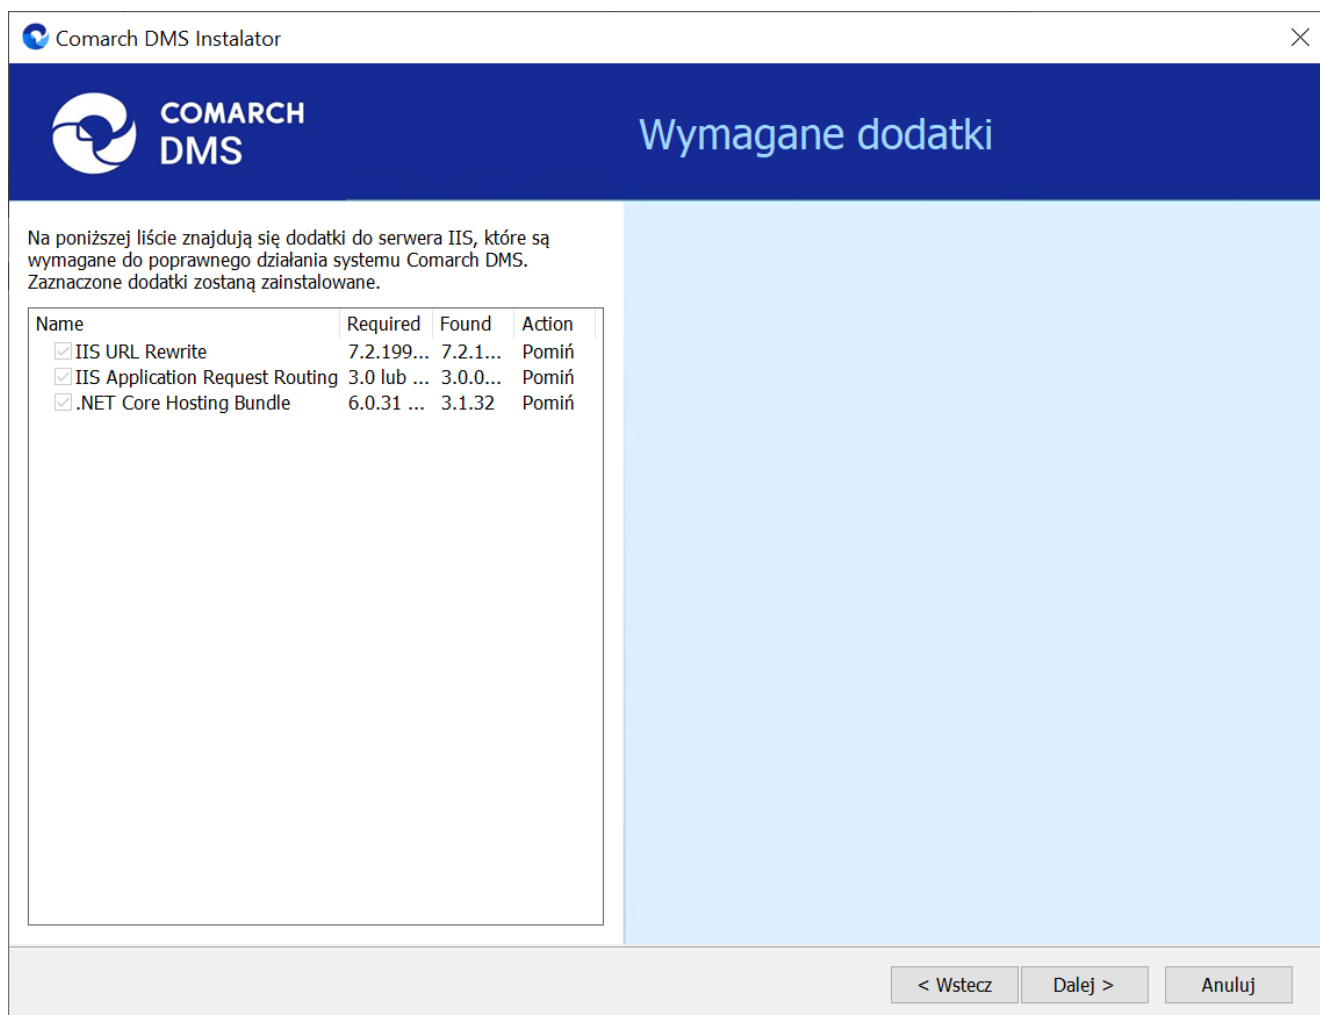 Comarch DMS Instalator
COMARCH
DMS
Wymagane dodatki
Na poniższej liście znajdują się dodatki do serwera IIS, które są
wymagane do poprawnego działania systemu Comarch DMS.
Zaznaczone dodatki zostaną zainstalowane.
Name Required Found Action
IIS URL Rewrite 7.2.199... 7.2.1... Pomiń
IIS Application Request Routing 3.0 lub ... 3.0.0... Pomiń
.NET Core Hosting Bundle 6.0.31 ... 3.1.32 Pomiń
< Wstecz Dalej > Anuluj